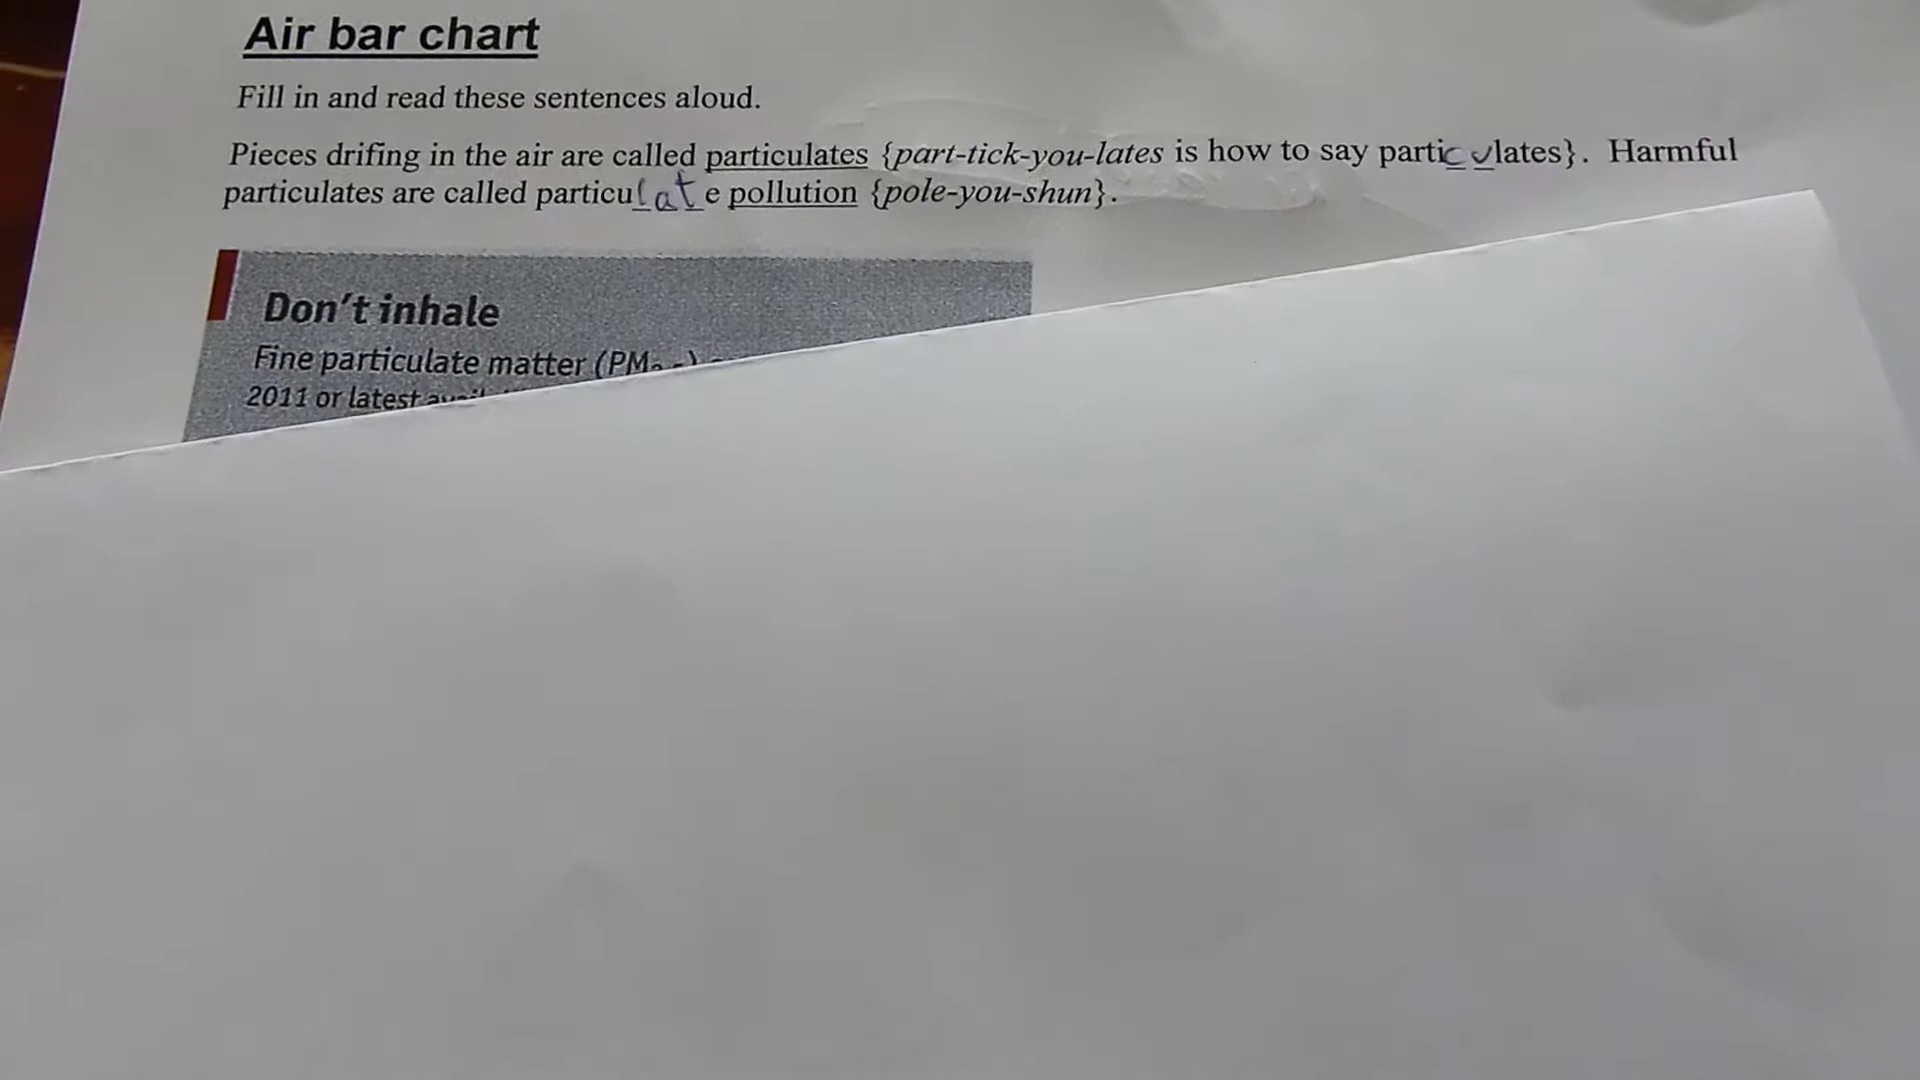 Air bar chart
Fill in and read these sentences aloud.
Pieces drifing in the air are called particulates {part-tick-you-lates is how to say particulates}. Harmful
particulates are called particulate pollution {pole-you-shun}.
Don't inhale
Fine particulate matter (PM
2011 or latest